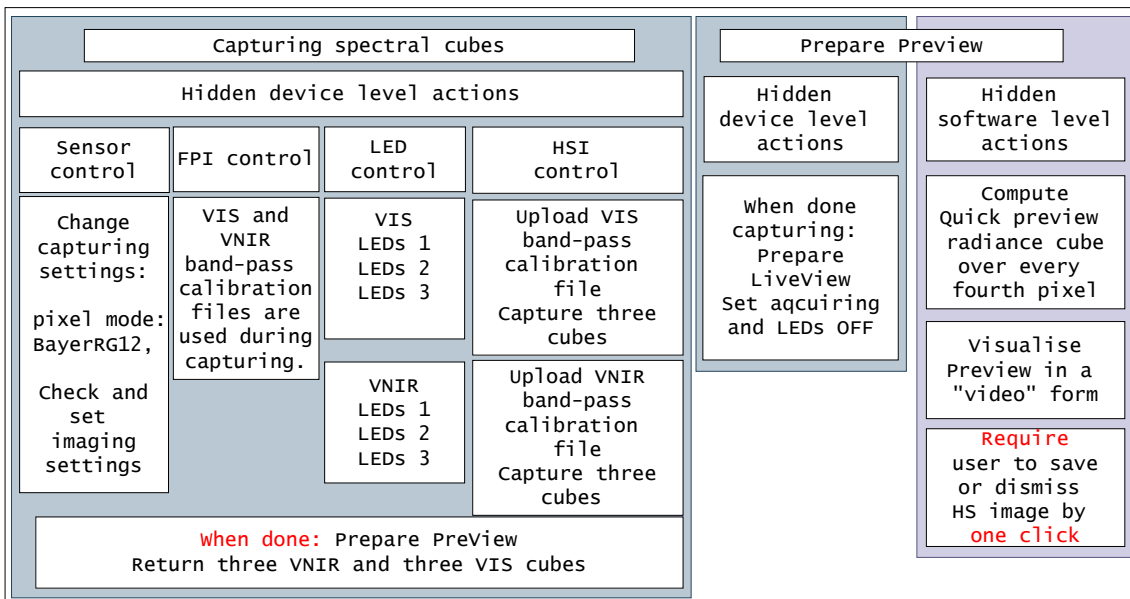 Capturing spectral cubes
Hidden device level actions
Sensor
control
Change
capturing
settings:
pixel mode:
BayerRG12,
Check and
set
imaging
settings
FPI control
VIS and
VNIR
band-pass
calibration
files are
used during
capturing.
LED
control
VIS
LEDs 1
LEDs 2
LEDs 3
VNIR
LEDs 1
LEDs 2
LEDs 3
HSI
control
Upload VIS
band-pass
calibration
file
Capture three
cubes
Upload VNIR
band-pass
calibration
file
Capture three
cubes
When done: Prepare PreView
Return three VNIR and three VIS cubes
Prepare Preview
Hidden
device level
actions
When done
capturing:
Prepare
LiveView
Set aqcuiring
and LEDs OFF
Hidden
software level
actions
Compute
Quick preview
radiance cube
over every
fourth pixel
Visualise
Preview in a
"video" form
Require
user to save
or dismiss
HS image by
one click